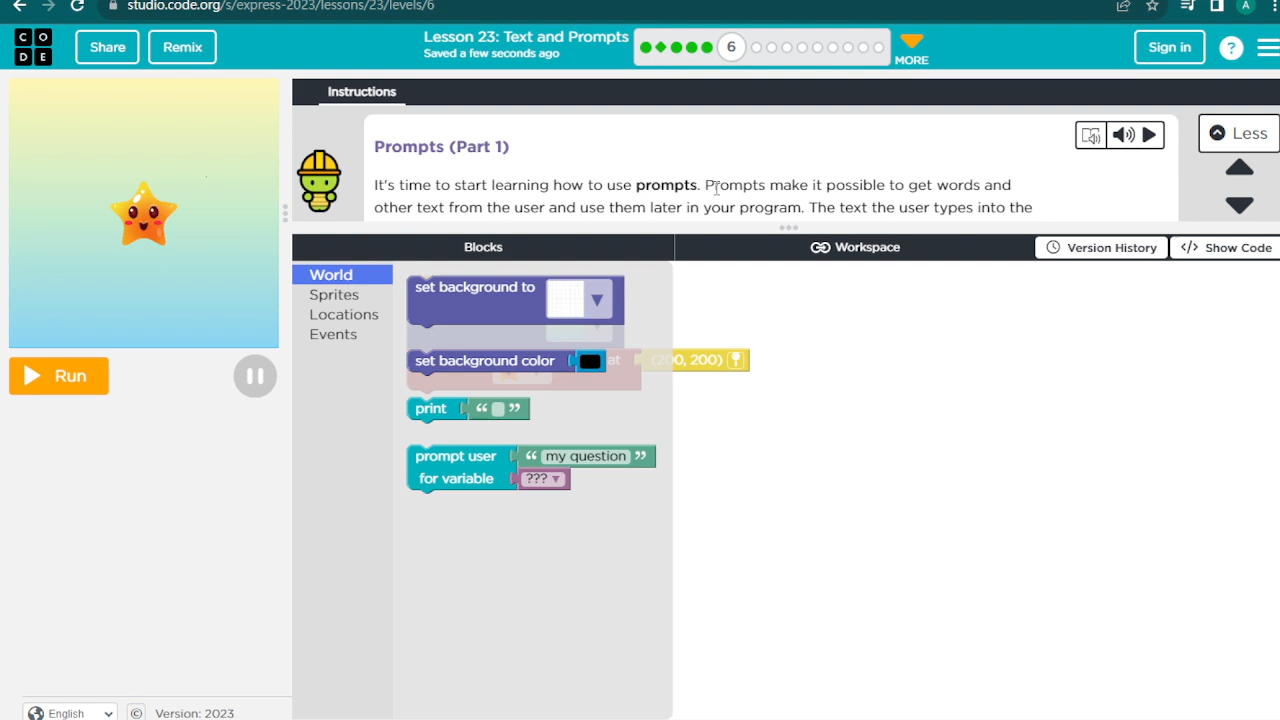 studio.code.org/s/express-2023/lessons/23/levels/6
A
C O
D E
Share
Remix
Lesson 23: Text and Prompts
Saved a few seconds ago
6
MORE
Sign in
?
Instructions
Prompts (Part 1)
It's time to start learning how to use prompts. Prompts make it possible to get words and
other text from the user and use them later in your program. The text the user types into the
Less
Blocks
Workspace
Version History
</> Show Code
World
Sprites
Locations
Events
set background to
set background color
at
(200, 200)
print “ ”
prompt user “ my question ”
for variable ???
Run
English
© Version: 2023